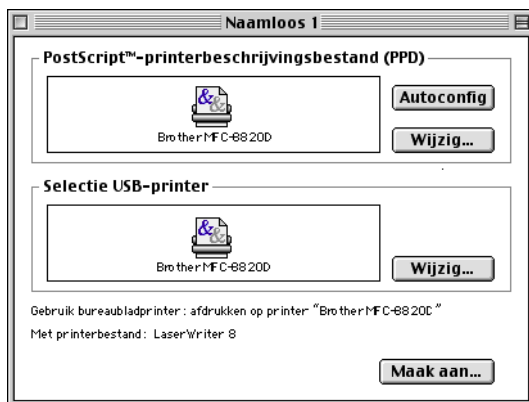 Naamloos 1
PostScript™-printerbeschrijvingsbestand (PPD)
Brother MFC-8820D
Autoconfig
Wijzig...
Selectie USB-printer
Brother MFC-8820D
Wijzig...
Gebruik bureaubladprinter: afdrukken op printer “Brother MFC-8820D”
Met printerbestand: LaserWriter 8
Maak aan...